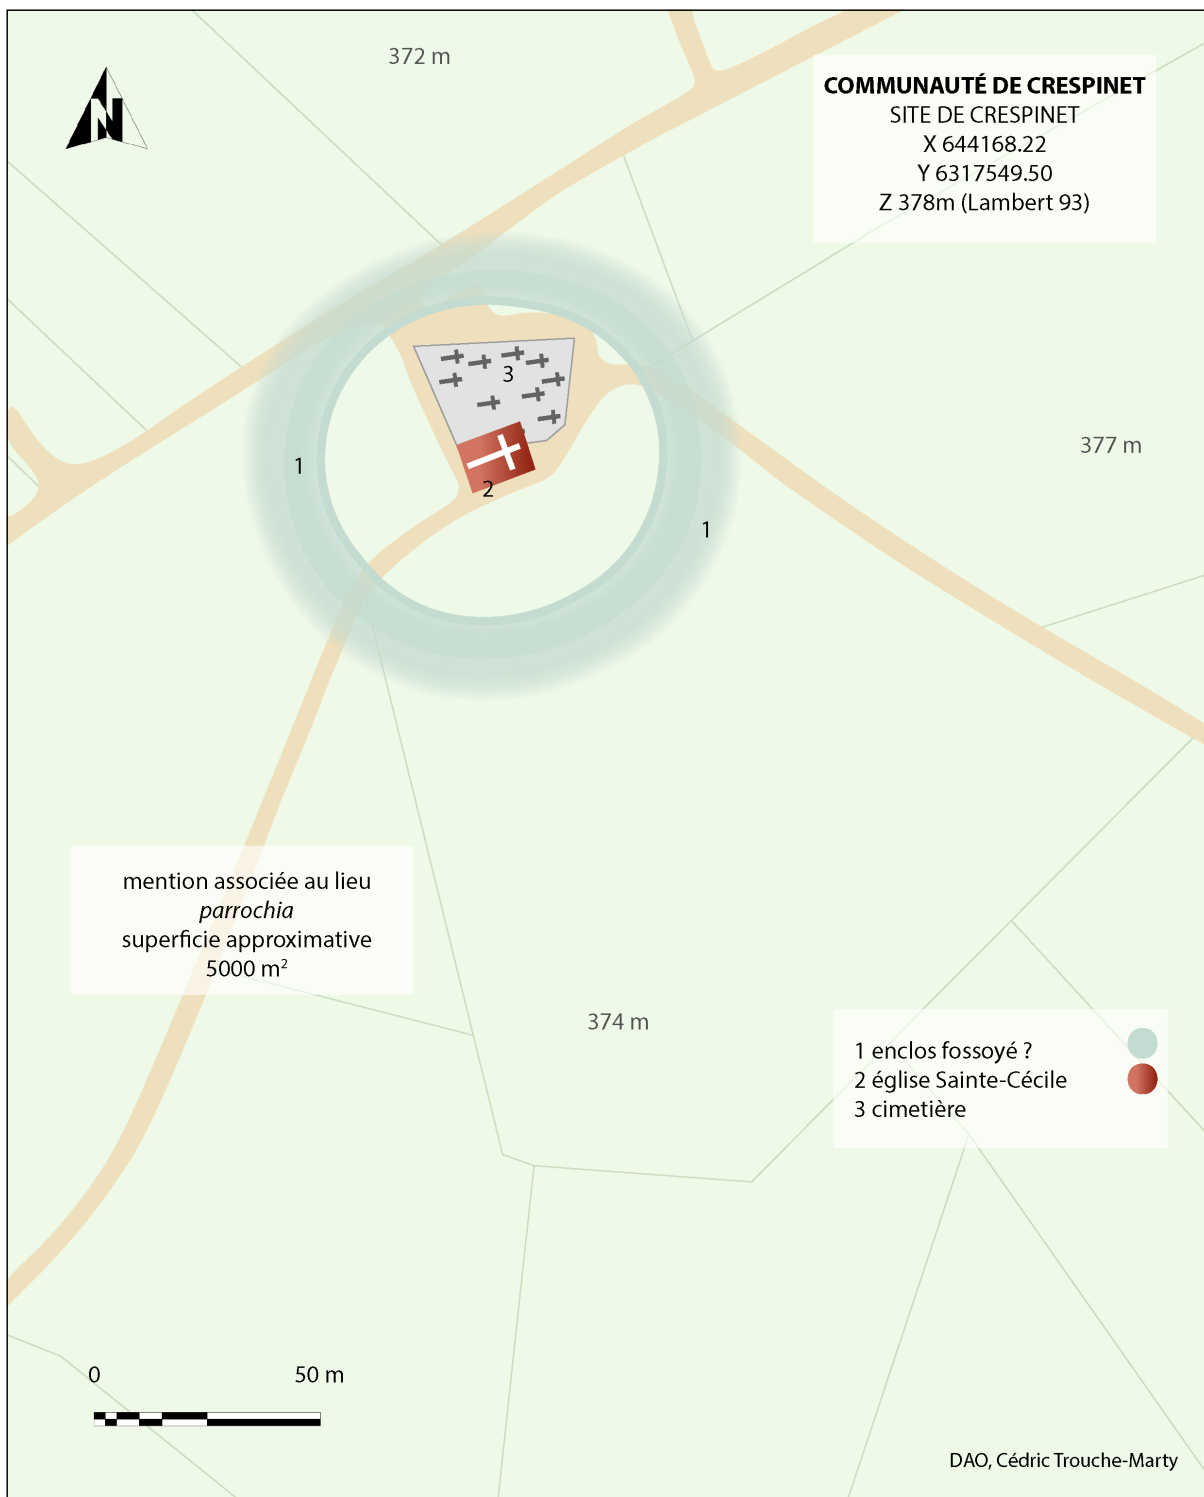 372 m
N
COMMUNAUTÉ DE CRESPINET
SITE DE CRESPINET
X 644168.22
Y 6317549.50
Z 378m (Lambert 93)
3
377 m
1
2
1
mention associée au lieu
parrochia
superficie approximative
5000 m²
374 m
1 enclos fossoyé ?
2 église Sainte-Cécile
3 cimetière
0
50 m
DAO, Cédric Trouche-Marty